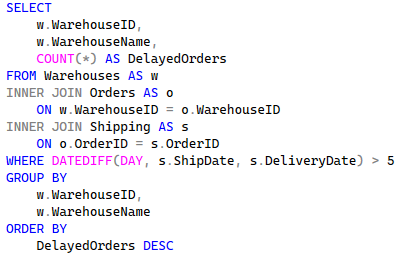 SELECT
    w.WarehouseID,
    w.WarehouseName,
    COUNT(*) AS DelayedOrders
FROM Warehouses AS w
INNER JOIN Orders AS o
    ON w.WarehouseID = o.WarehouseID
INNER JOIN Shipping AS s
    ON o.OrderID = s.OrderID
WHERE DATEDIFF(DAY, s.ShipDate, s.DeliveryDate) > 5
GROUP BY
    w.WarehouseID,
    w.WarehouseName
ORDER BY
    DelayedOrders DESC